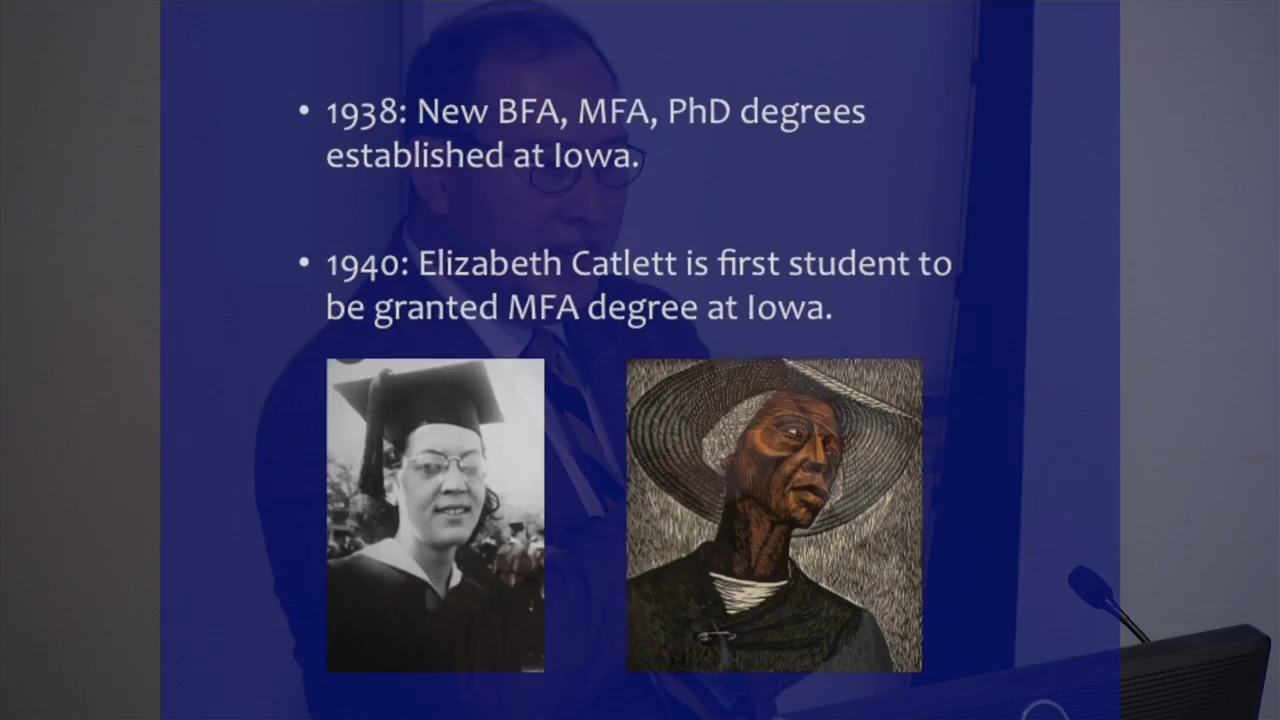 • 1938: New BFA, MFA, PhD degrees
established at Iowa.
• 1940: Elizabeth Catlett is first student to
be granted MFA degree at Iowa.